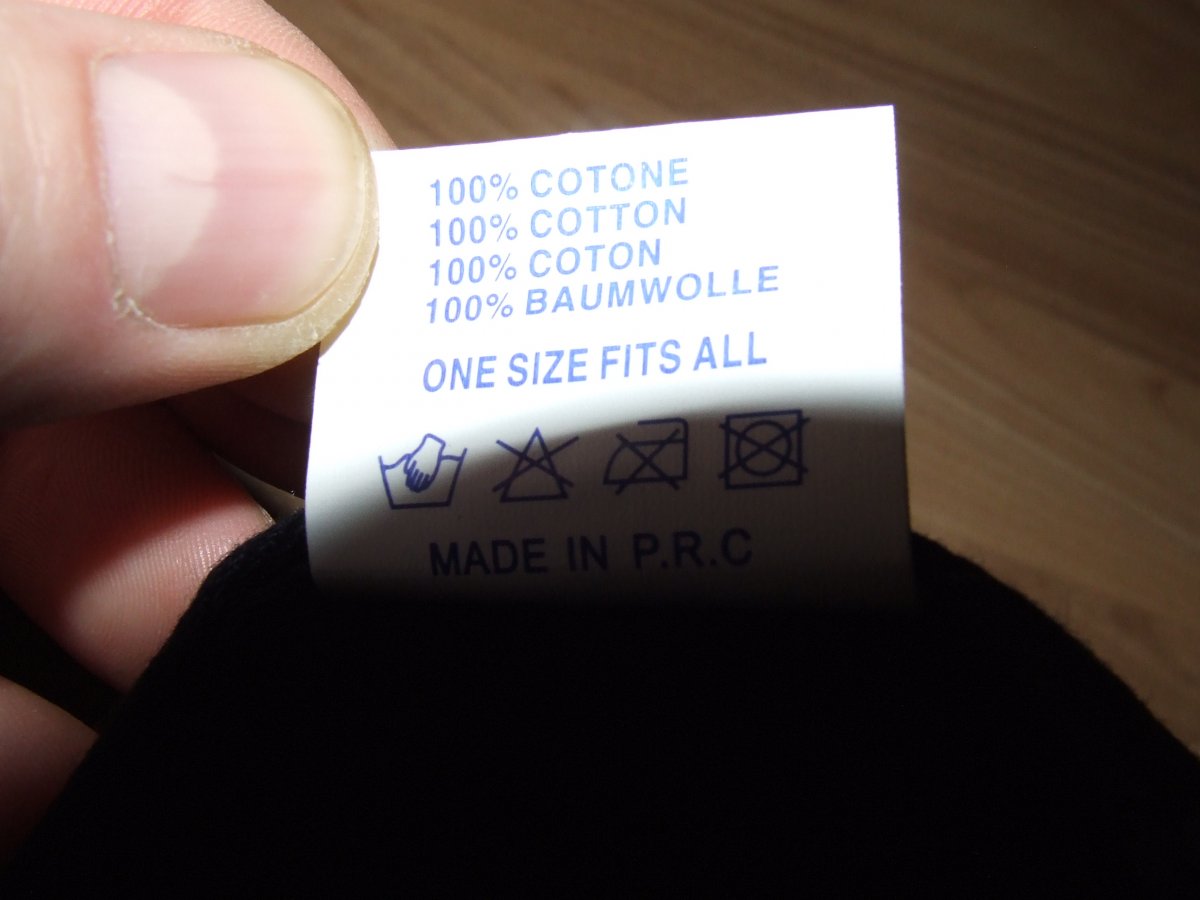 100% COTONE
100% COTTON
100% COTON
100% BAUMWOLLE
ONE SIZE FITS ALL
MADE IN P.R.C